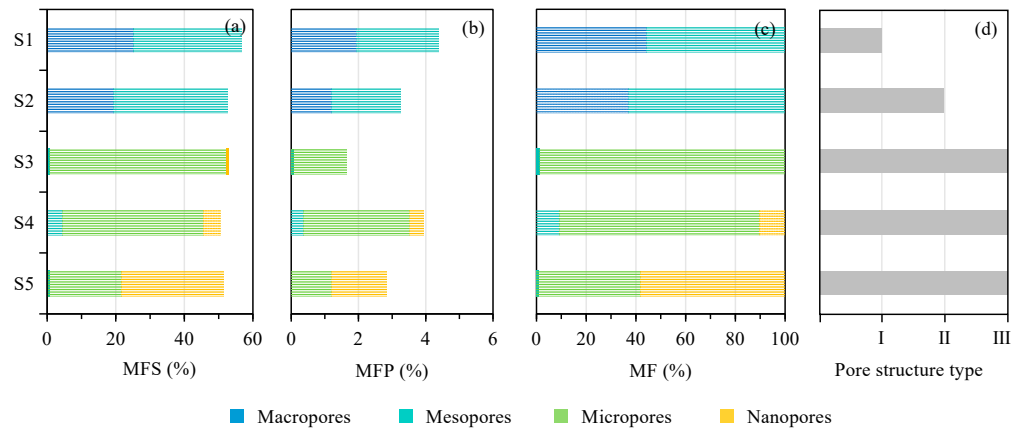 (a) (b) (c) (d)
S1
S2
S3
S4
S5
0 20 40 60 0 2 4 6 0 20 40 60 80 100 I II III
MFS (%) MFP (%) MF (%) Pore structure type
Macropores Mesopores Micropores Nanopores